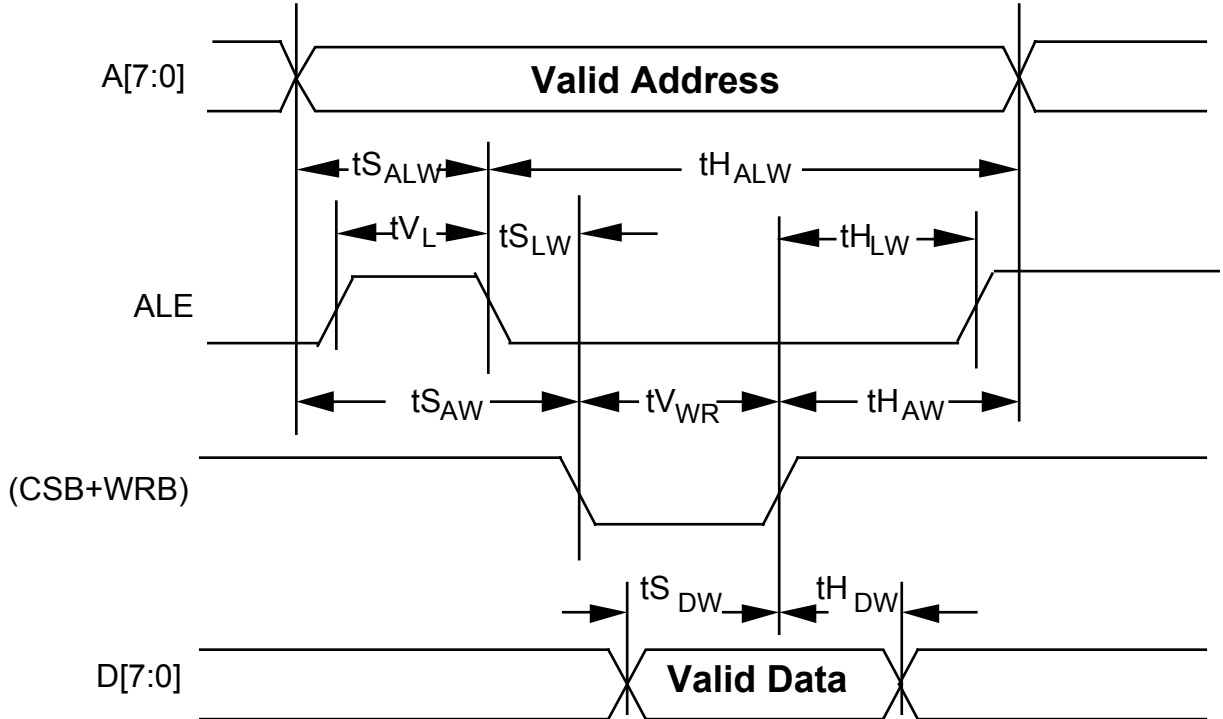 A[7:0] Valid Address
tSALW tHALW
tVL tSLW tHLW
ALE
tSAW tVWR tHAW
(CSB+WRB)
tS DW tH DW
D[7:0] Valid Data